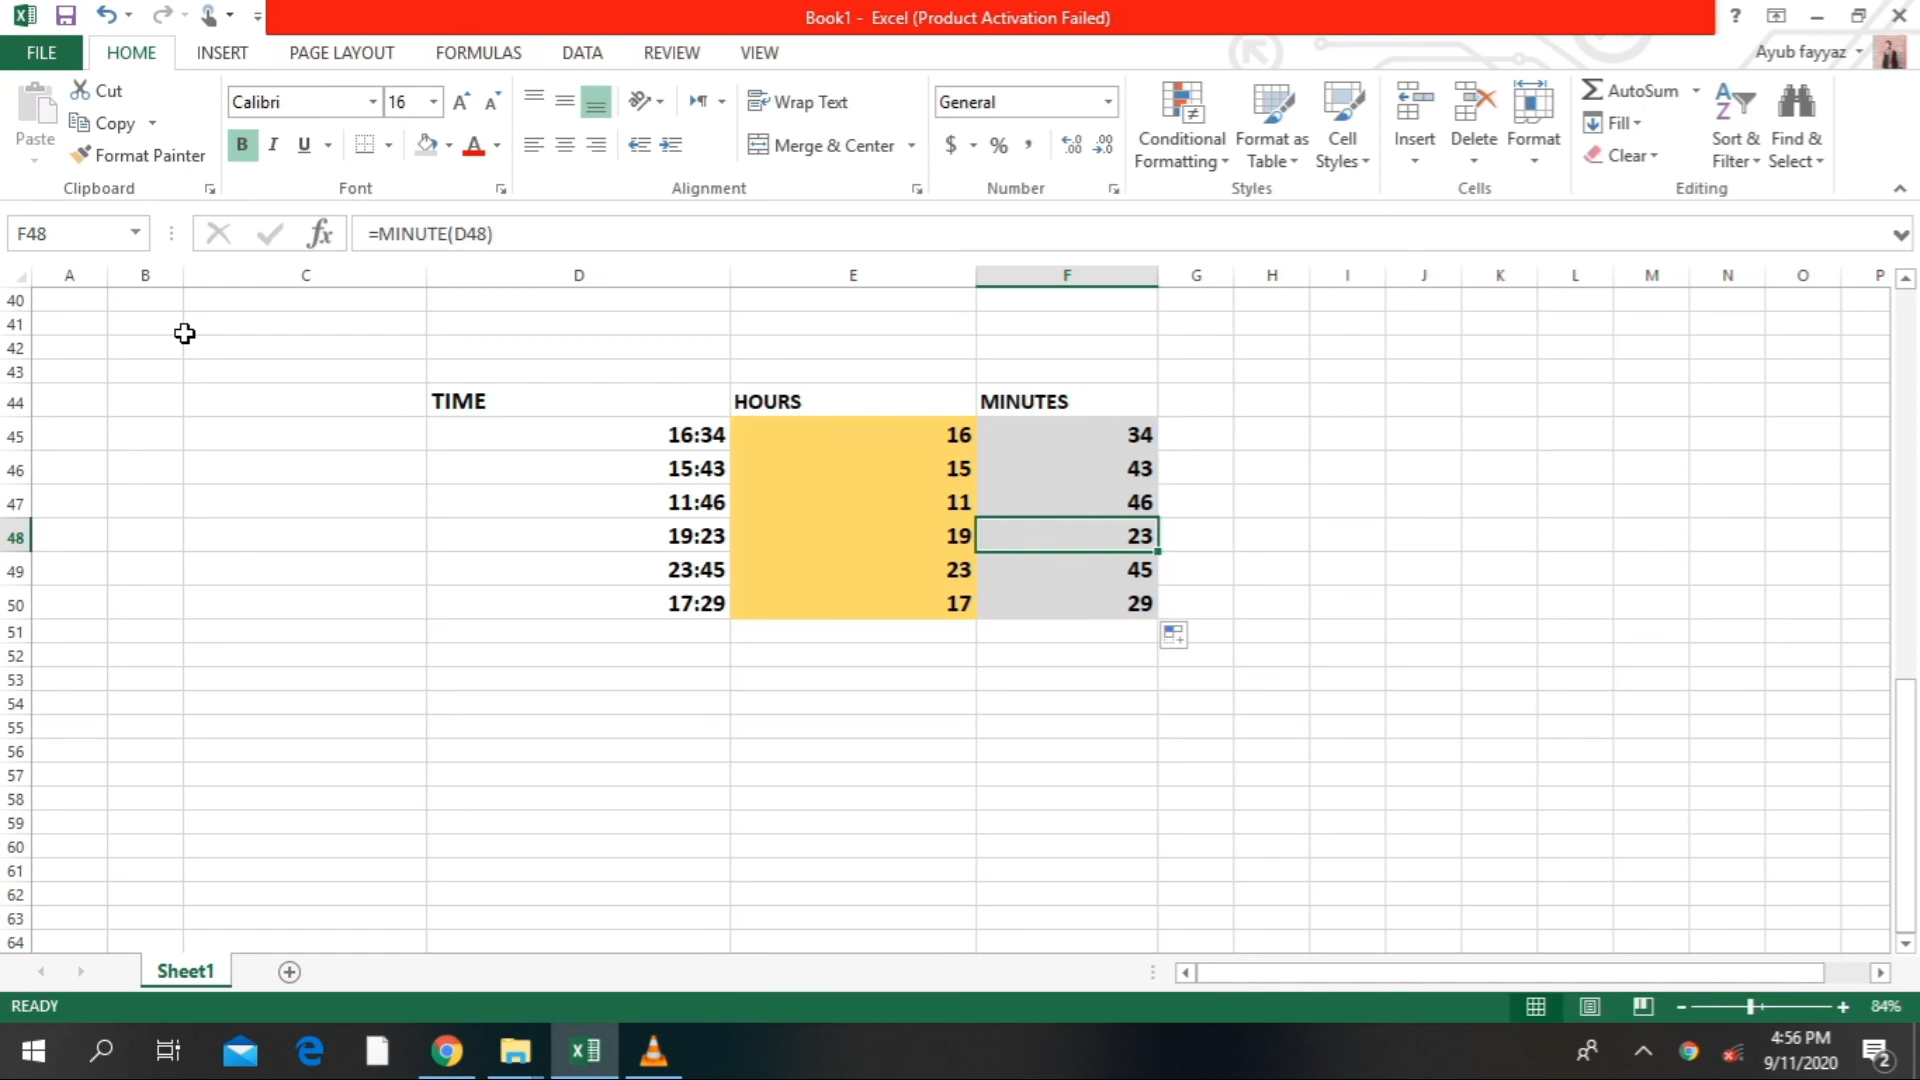 Book1 - Excel (Product Activation Failed)
FILE HOME INSERT PAGE LAYOUT FORMULAS DATA REVIEW VIEW Ayub fayyaz
Paste
Cut
Copy
Format Painter
Clipboard
Calibri 16
B I U
Font
Wrap Text
Merge & Center
Alignment
General
$ % ,
Number
Conditional Formatting
Format as Table
Cell Styles
Styles
Insert Delete Format
Cells
AutoSum
Fill
Clear
Sort & Filter
Find & Select
Editing
F48 fx =MINUTE(D48)
A B C D E F G H I J K L M N O P
40
41
42
43
44 TIME HOURS MINUTES
45 16:34 16 34
46 15:43 15 43
47 11:46 11 46
48 19:23 19 23
49 23:45 23 45
50 17:29 17 29
51
52
53
54
55
56
57
58
59
60
61
62
63
64
Sheet1
READY 84%
4:56 PM
9/11/2020
2